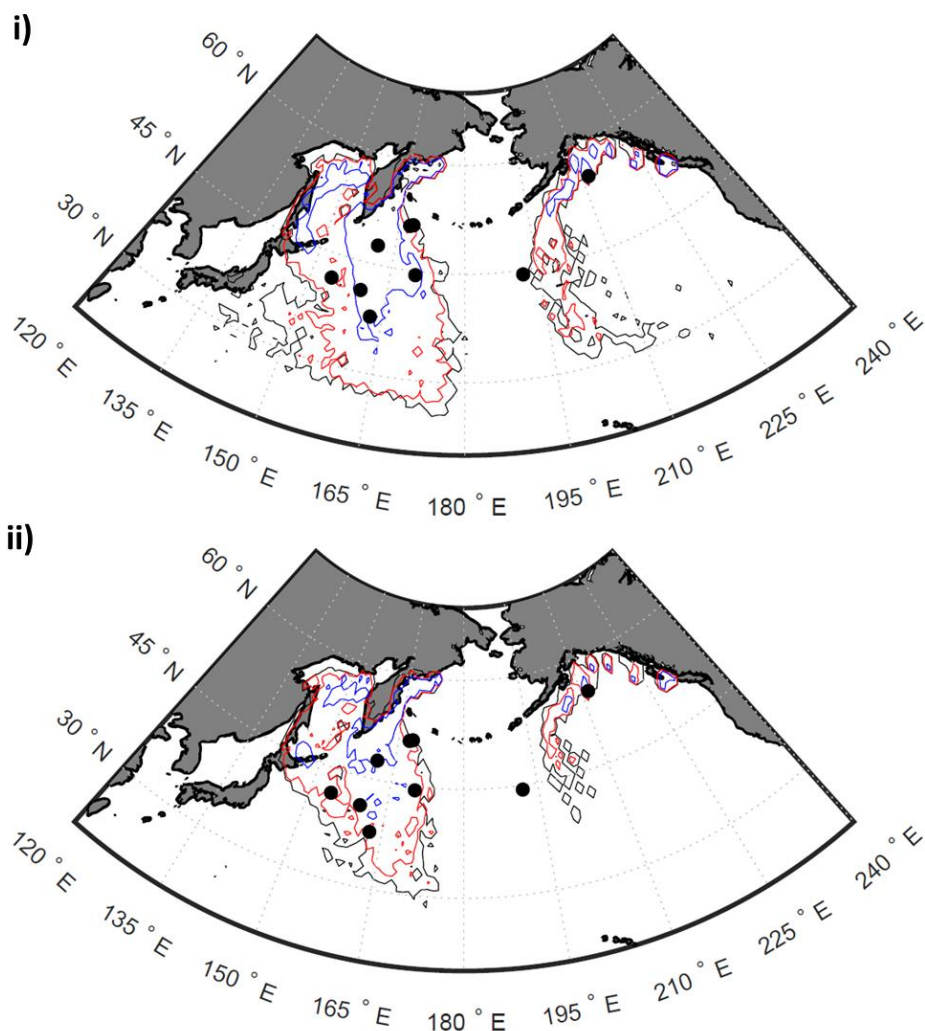 i)
60 ° N
45 ° N
30 ° N
120 ° E
135 ° E
150 ° E
165 ° E
180 ° E
195 ° E
210 ° E
225 ° E
240 ° E
ii)
60 ° N
45 ° N
30 ° N
120 ° E
135 ° E
150 ° E
165 ° E
180 ° E
195 ° E
210 ° E
225 ° E
240 ° E